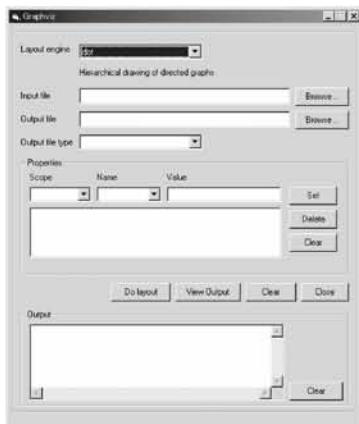 Graphviz
Layout engine dot
Hierarchical drawing of directed graphs
Input file Browse...
Output file Browse...
Output file type
Properties
Scope Name Value
Set
Delete
Clear
Do layout View Output Clear Close
Output
Clear